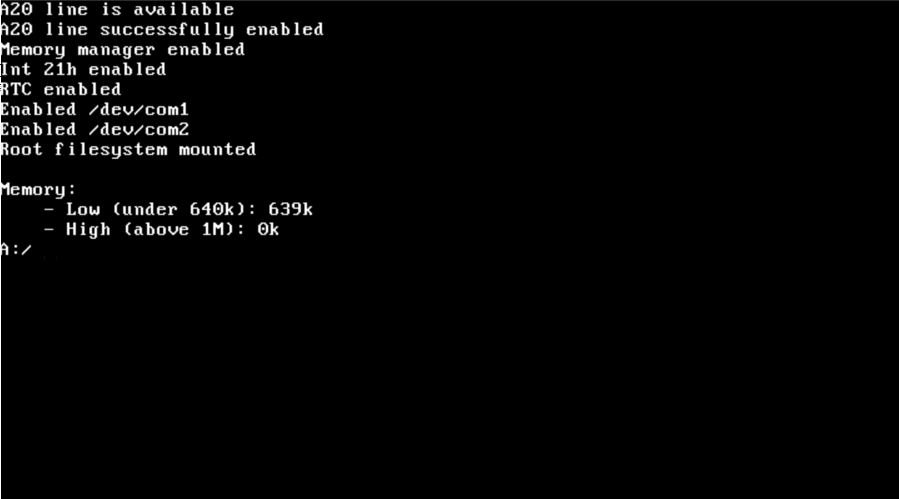 A20 line is available
A20 line successfully enabled
Memory manager enabled
Int 21h enabled
RTC enabled
Enabled /dev/com1
Enabled /dev/com2
Root filesystem mounted
Memory:
- Low (under 640k): 639k
- High (above 1M): 0k
A:/